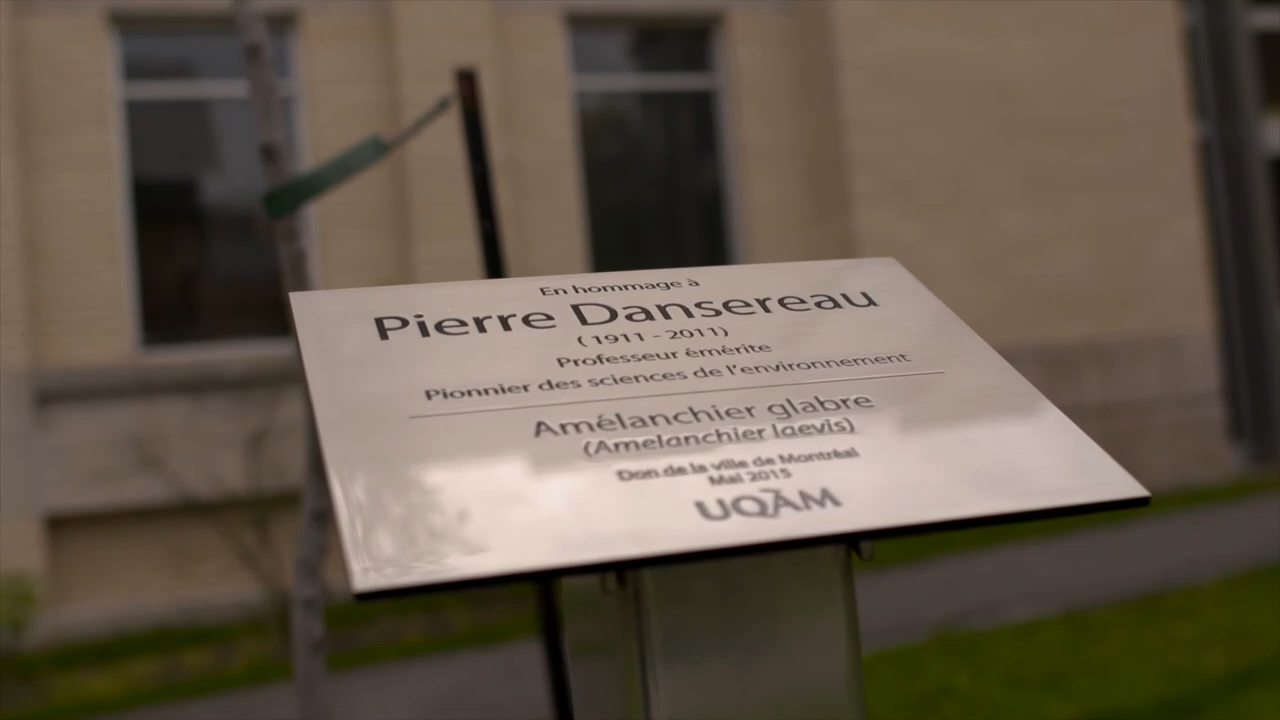 En hommage à
Pierre Dansereau
(1911 - 2011)
Professeur émérite
Pionnier des sciences de l'environnement
Amélanchier glabre
(Amelanchier laevis)
Don de la ville de Montréal
Mai 2015
UQÀM